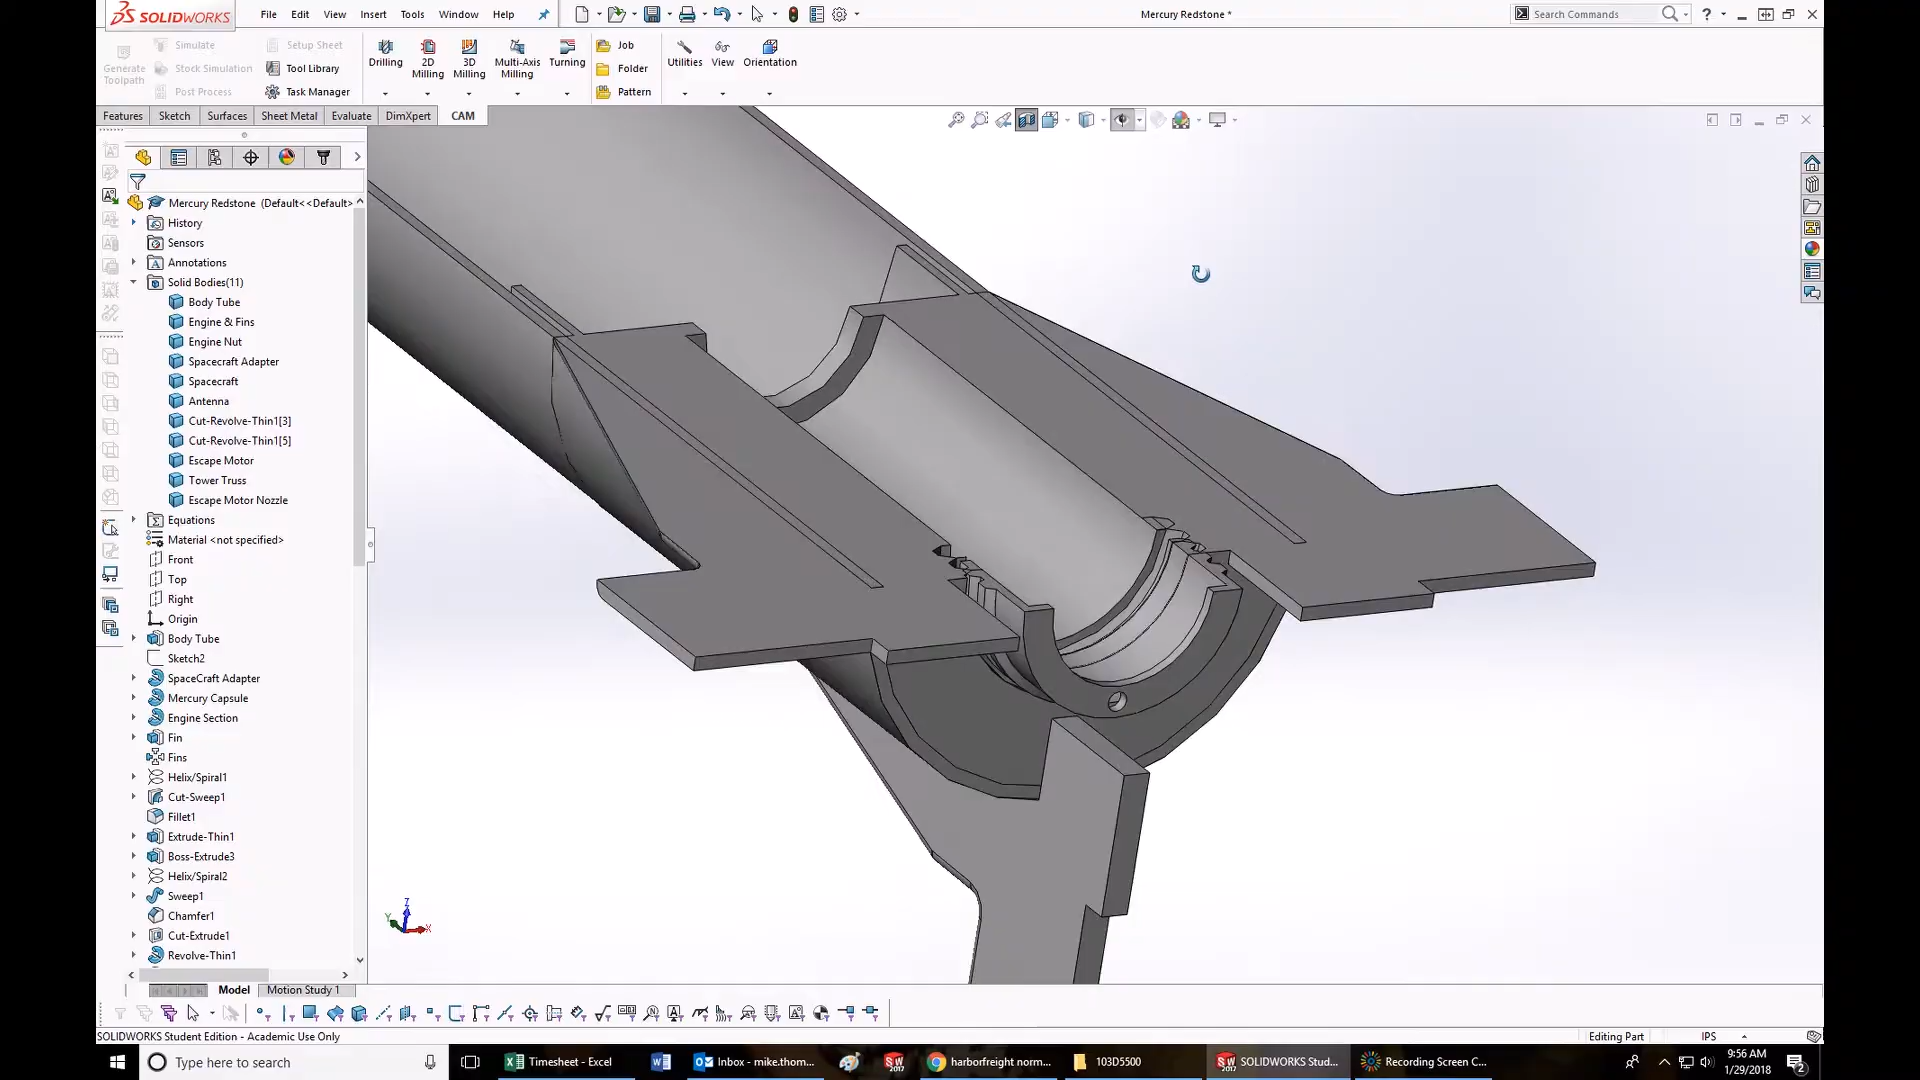 SOLIDWORKS File Edit View Insert Tools Window Help Mercury Redstone * Search Commands ?
Generate Toolpath
Simulate
Stock Simulation
Post Process
Setup Sheet
Tool Library
Task Manager
Drilling
2D Milling
3D Milling
Multi-Axis Milling
Turning
Job
Folder
Pattern
Utilities
View
Orientation
Features Sketch Surfaces Sheet Metal Evaluate DimXpert CAM
Mercury Redstone (Default<<Default>
History
Sensors
Annotations
Solid Bodies(11)
Body Tube
Engine & Fins
Engine Nut
Spacecraft Adapter
Spacecraft
Antenna
Cut-Revolve-Thin1[3]
Cut-Revolve-Thin1[5]
Escape Motor
Tower Truss
Escape Motor Nozzle
Equations
Material <not specified>
Front
Top
Right
Origin
Body Tube
Sketch2
SpaceCraft Adapter
Mercury Capsule
Engine Section
Fin
Fins
Helix/Spiral1
Cut-Sweep1
Fillet1
Extrude-Thin1
Boss-Extrude3
Helix/Spiral2
Sweep1
Chamfer1
Cut-Extrude1
Revolve-Thin1
Z
Y
X
Model Motion Study 1
SOLIDWORKS Student Edition - Academic Use Only Editing Part IPS
Type here to search Timesheet - Excel Inbox - mike.thom... harborfreight norm... 103D5500 SOLIDWORKS Stud... Recording Screen C... 9:56 AM
1/29/2018 2